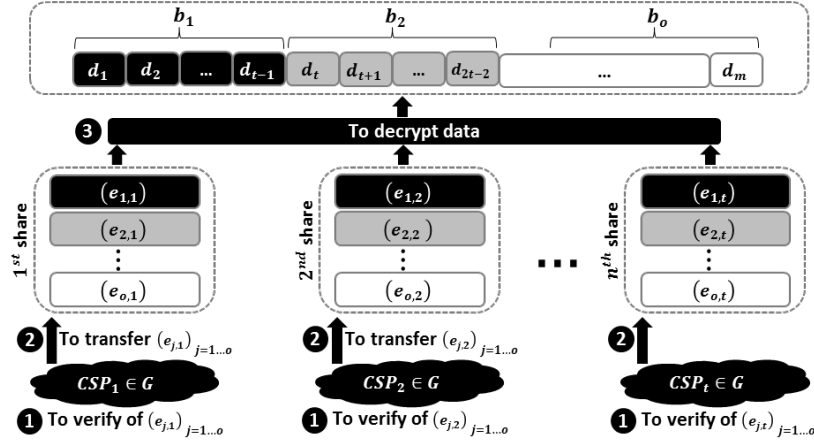 b₁ b₂ bₒ
d₁ d₂ ... dₜ₋₁ dₜ dₜ₊₁ ... d₂ₜ₋₂ ... dₘ
3 To decrypt data
1ˢᵗ share (e₁,₁) (e₂,₁) ⋮ (eₒ,₁)
2ⁿᵈ share (e₁,₂) (e₂,₂) ⋮ (eₒ,₂)
...
nᵗʰ share (e₁,ₜ) (e₂,ₜ) ⋮ (eₒ,ₜ)
2 To transfer (eⱼ,₁)ⱼ₌₁...ₒ
2 To transfer (eⱼ,₂)ⱼ₌₁...ₒ
2
CSP₁ ∈ G
CSP₂ ∈ G
CSPₜ ∈ G
1 To verify of (eⱼ,₁)ⱼ₌₁...ₒ
1 To verify of (eⱼ,₂)ⱼ₌₁...ₒ
1 To verify of (eⱼ,ₜ)ⱼ₌₁...ₒ